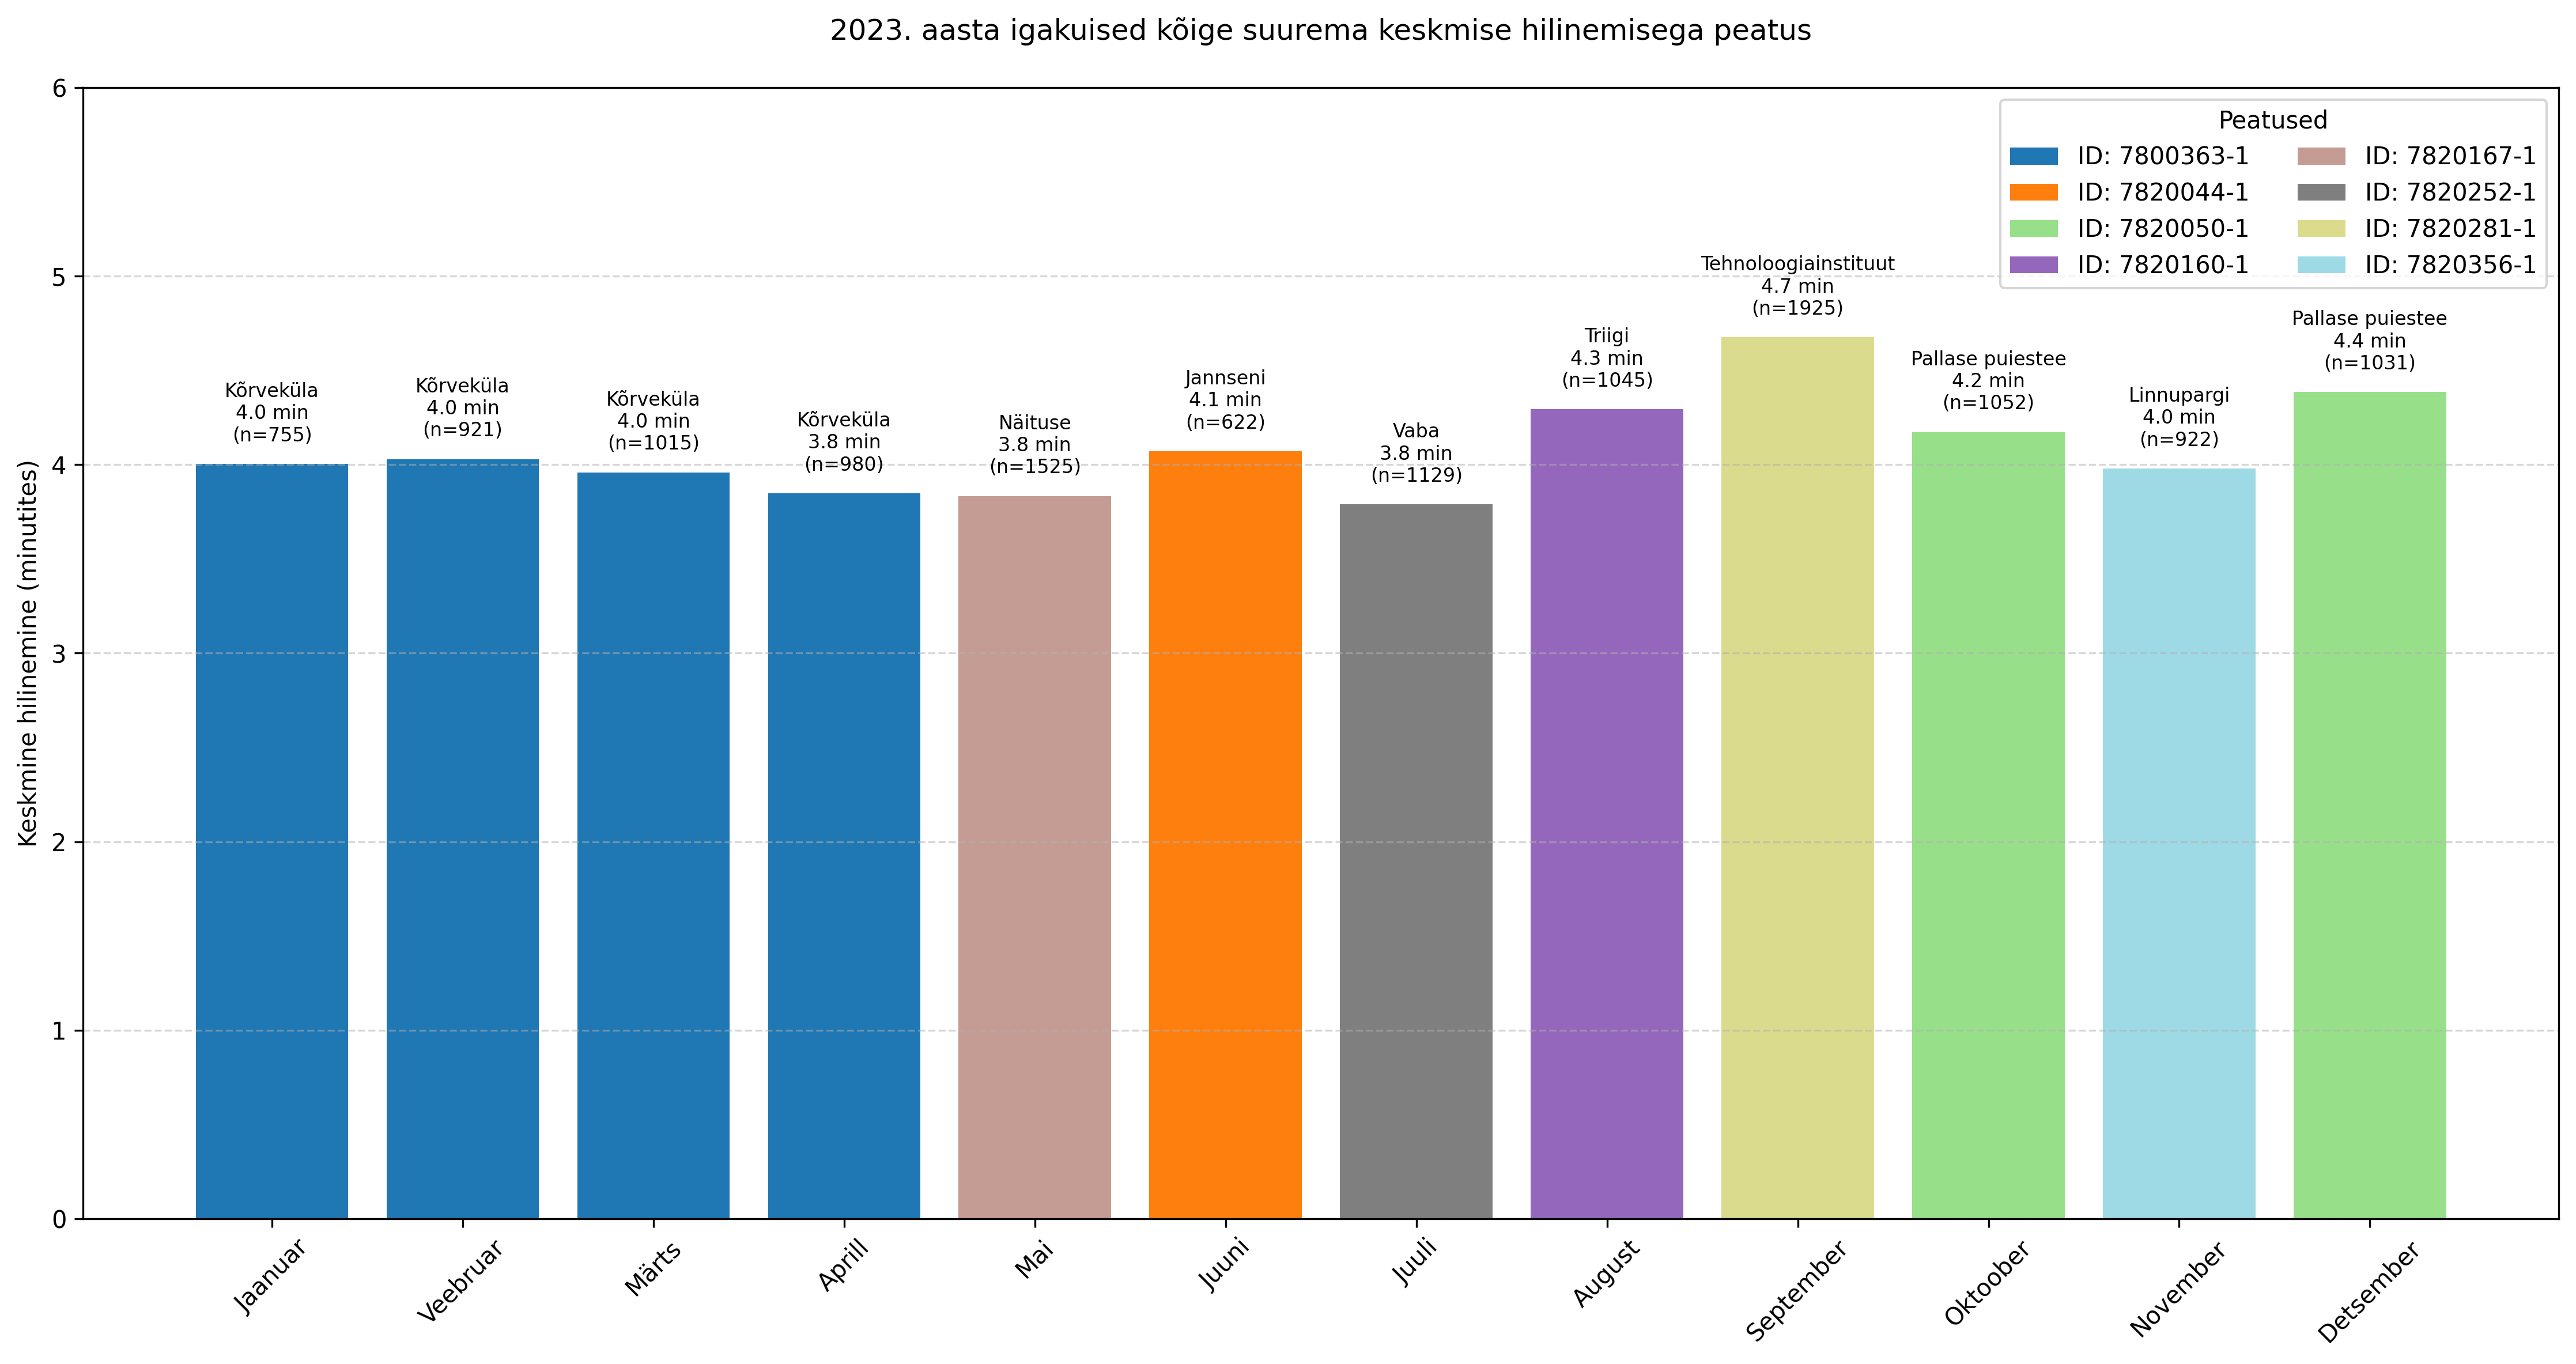 2023. aasta igakuised kõige suurema keskmise hilinemisega peatus
Keskmine hilinemine (minutites)
6
5
4
3
2
1
0
Peatused
ID: 7800363-1
ID: 7820044-1
ID: 7820050-1
ID: 7820160-1
ID: 7820167-1
ID: 7820252-1
ID: 7820281-1
ID: 7820356-1
Kõrveküla
4.0 min
(n=755)
Kõrveküla
4.0 min
(n=921)
Kõrveküla
4.0 min
(n=1015)
Kõrveküla
3.8 min
(n=980)
Näituse
3.8 min
(n=1525)
Jannseni
4.1 min
(n=622)
Vaba
3.8 min
(n=1129)
Triigi
4.3 min
(n=1045)
Tehnoloogiainstituut
4.7 min
(n=1925)
Pallase puiestee
4.2 min
(n=1052)
Linnupargi
4.0 min
(n=922)
Pallase puiestee
4.4 min
(n=1031)
Jaanuar
Veebruar
Märts
Aprill
Mai
Juuni
Juuli
August
September
Oktoober
November
Detsember